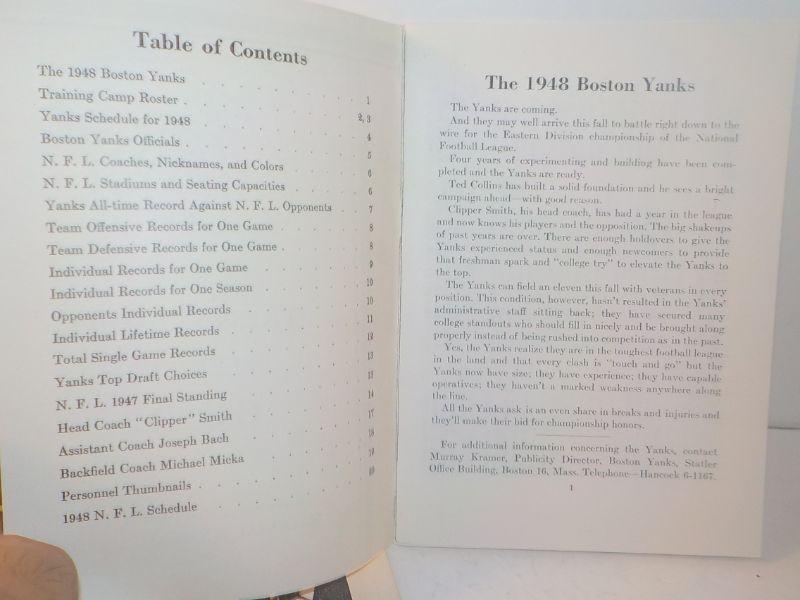 Table of Contents
The 1948 Boston Yanks . . . . . . . 1
Training Camp Roster . . . . . . . 2, 3
Yanks Schedule for 1948 . . . . . . 4
Boston Yanks Officials . . . . . . . 5
N. F. L. Coaches, Nicknames, and Colors . . . . 6
N. F. L. Stadiums and Seating Capacities . . . . 6
Yanks All-time Record Against N. F. L. Opponents . . 7
Team Offensive Records for One Game . . . . 8
Team Defensive Records for One Game . . . . 8
Individual Records for One Game . . . . . 9
Individual Records for One Season . . . . . 10
Opponents Individual Records . . . . . . 10
Individual Lifetime Records . . . . . . 11
Total Single Game Records . . . . . . 12
Yanks Top Draft Choices . . . . . . 13
N. F. L. 1947 Final Standing . . . . . . 13
Head Coach "Clipper" Smith . . . . . . 14
Assistant Coach Joseph Bach . . . . . . 17
Backfield Coach Michael Micka . . . . . 18
Personnel Thumbnails . . . . . . . 19
1948 N. F. L. Schedule . . . . . . .
The 1948 Boston Yanks
The Yanks are coming.
And they may well arrive this fall to battle right down to the
wire for the Eastern Division championship of the National
Football League.
Four years of experimenting and building have been com-
pleted and the Yanks are ready.
Ted Collins has built a solid foundation and he sees a bright
campaign ahead—with good reason.
Clipper Smith, his head coach, has had a year in the league
and now knows his players and the opposition. The big shakeups
of past years are over. There are enough holdovers to give the
Yanks experienced status and enough newcomers to provide
that freshman spark and "college try" to elevate the Yanks to
the top.
The Yanks can field an eleven this fall with veterans in every
position. This condition, however, hasn't resulted in the Yanks'
administrative staff sitting back; they have secured many
college standouts who should fill in nicely and be brought along
properly instead of being rushed into competition as in the past.
Yes, the Yanks realize they are in the toughest football league
in the land and that every clash is "touch and go" but the
Yanks now have size; they have experience; they have capable
operatives; they haven't a marked weakness anywhere along
the line.
All the Yanks ask is an even share in breaks and injuries and
they'll make their bid for championship honors.
For additional information concerning the Yanks, contact
Murray Kramer, Publicity Director, Boston Yanks, Statler
Office Building, Boston 16, Mass. Telephone—Hancock 6-1167.
1